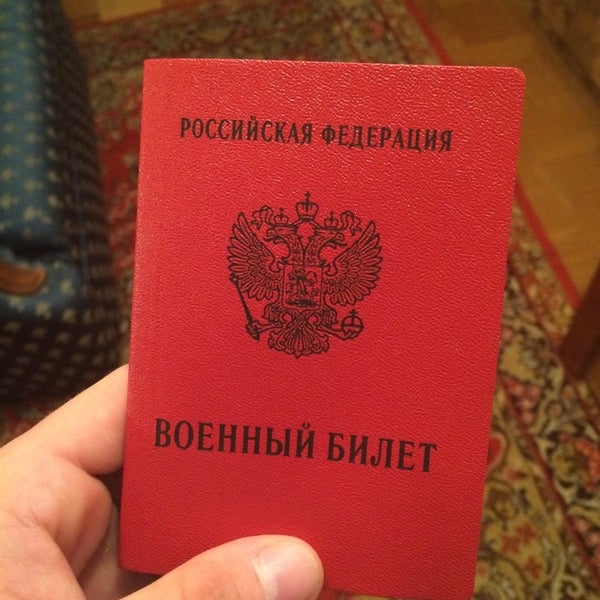 РОССИЙСКАЯ ФЕДЕРАЦИЯ
ВОЕННЫЙ БИЛЕТ